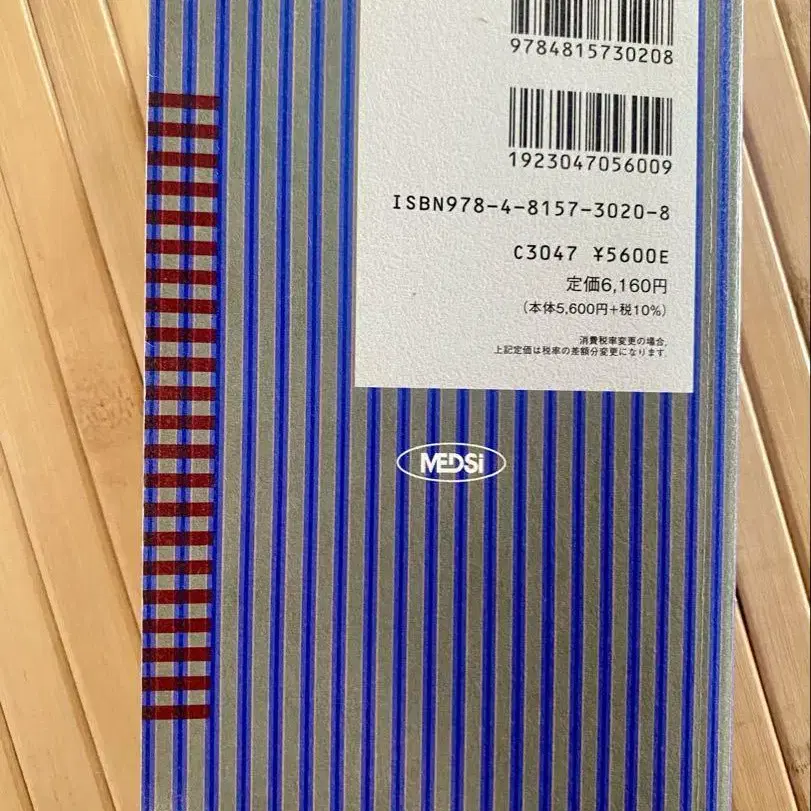 9784815730208
1923047056009
ISBN978-4-8157-3020-8
C3047 ¥5600E
定価6,160円
(本体5,600円+税10%)
消費税率変更の場合,
上記定価は税率の差額分変更になります.
MEDSi